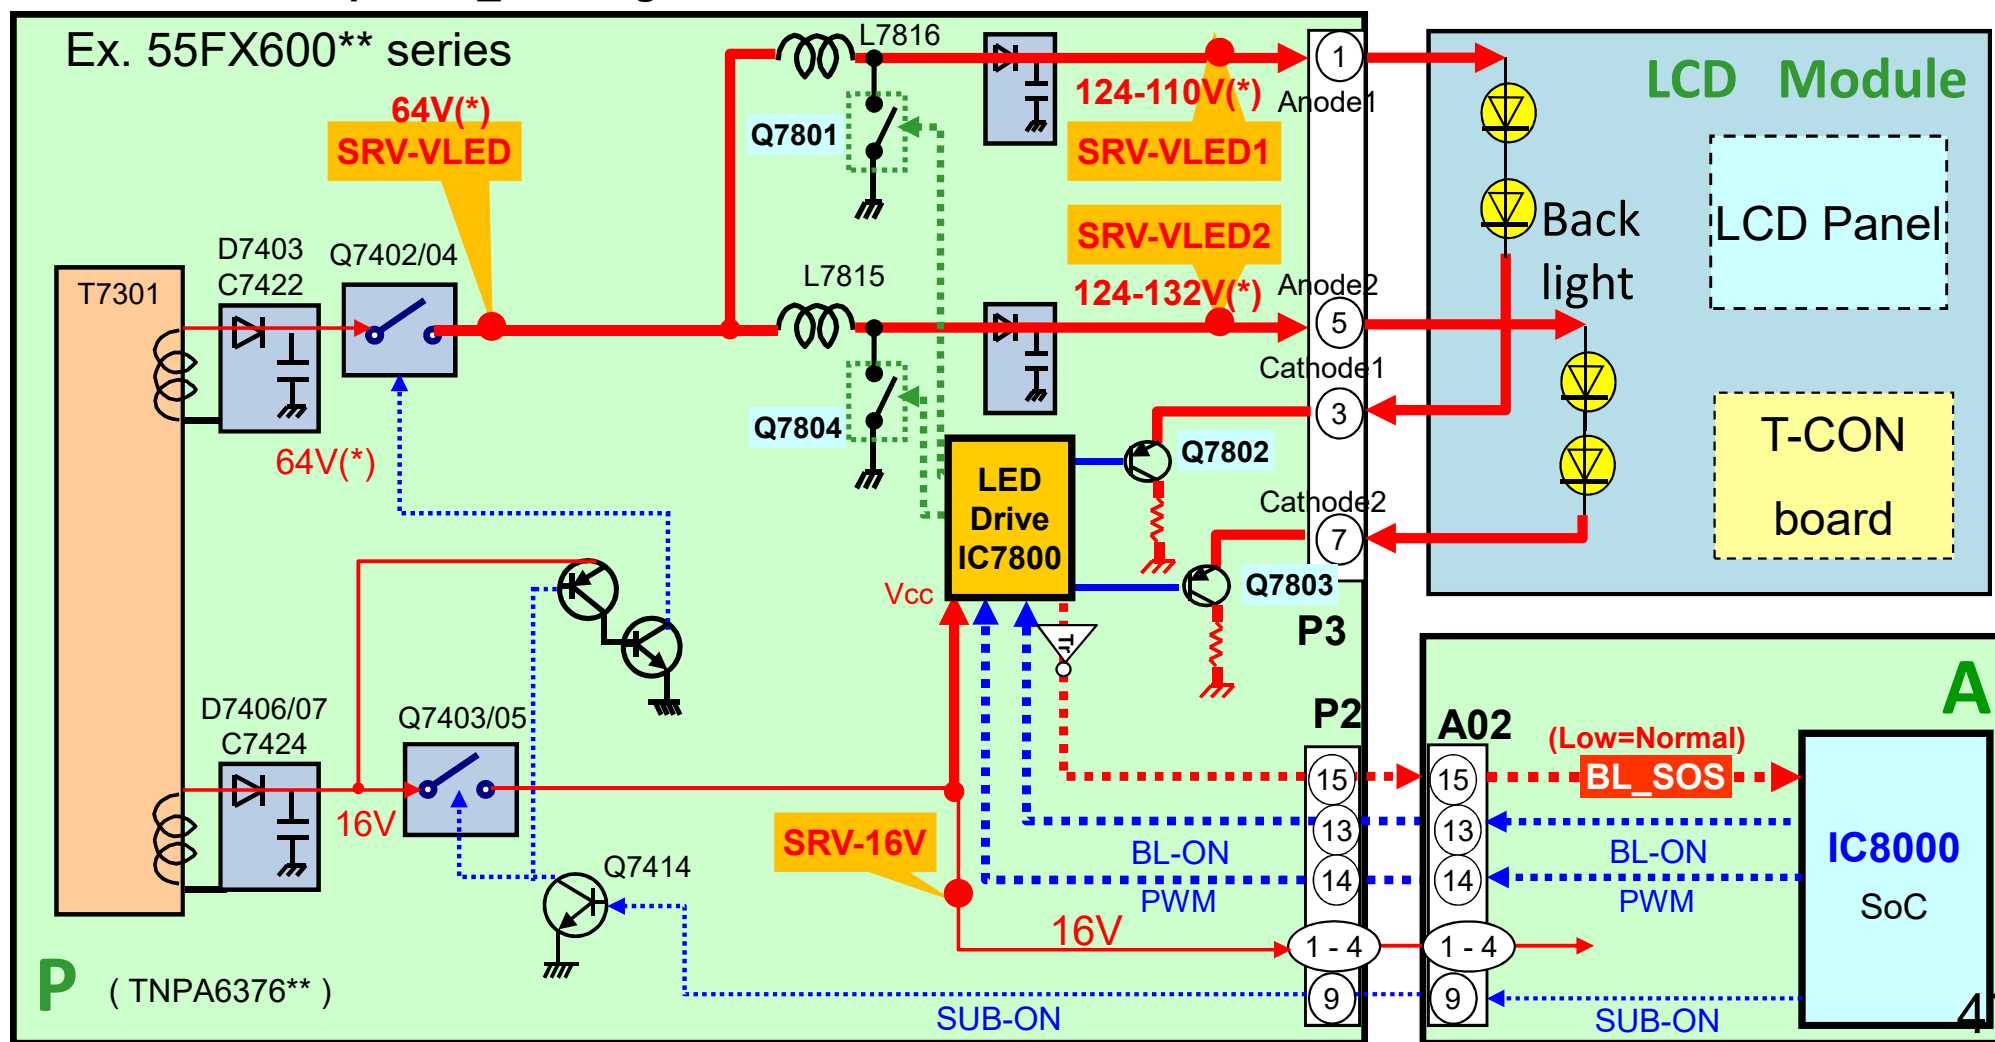 Ex. 55FX600** series
L7816
64V(*)
SRV-VLED
Q7801
124-110V(*)
SRV-VLED1
1
Anode1
LCD Module
LCD Panel
Back
light
SRV-VLED2
124-132V(*)
Anode2
5
Cathode1
3
D7403
C7422
Q7402/04
L7815
T7301
Q7804
64V(*)
LED
Drive
IC7800
Q7802
Cathode2
7
Q7803
T-CON
board
Vcc
Tr
P3
D7406/07
C7424
Q7403/05
16V
SRV-16V
Q7414
P2
A02
A
(Low=Normal)
BL_SOS
15
15
13
13
BL-ON
BL-ON
14
14
PWM
PWM
16V
1 - 4
1 - 4
9
9
SUB-ON
SUB-ON
IC8000
SoC
P
( TNPA6376** )
4